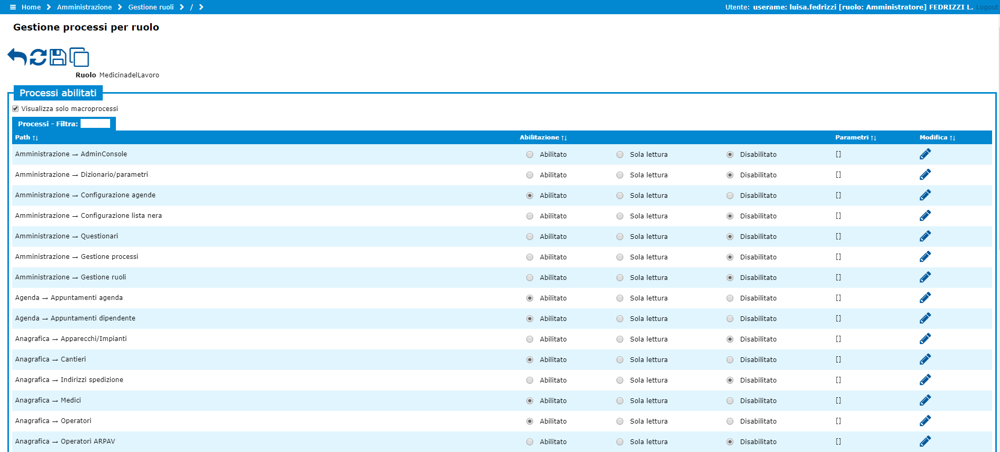 Home Amministrazione Gestione ruoli / Utente: userame: luisa.fedrizzi [ruolo: Amministratore] FEDRIZZI L. Logout
Gestione processi per ruolo
Ruolo MedicinadelLavoro
Processi abilitati
Visualizza solo macroprocessi
Processi - Filtra:
Path ↑↓ Abilitazione ↑↓ Parametri ↑↓ Modifica ↑↓
Amministrazione → AdminConsole Abilitato Sola lettura Disabilitato []
Amministrazione → Dizionario/parametri Abilitato Sola lettura Disabilitato []
Amministrazione → Configurazione agende Abilitato Sola lettura Disabilitato []
Amministrazione → Configurazione lista nera Abilitato Sola lettura Disabilitato []
Amministrazione → Questionari Abilitato Sola lettura Disabilitato []
Amministrazione → Gestione processi Abilitato Sola lettura Disabilitato []
Amministrazione → Gestione ruoli Abilitato Sola lettura Disabilitato []
Agenda → Appuntamenti agenda Abilitato Sola lettura Disabilitato []
Agenda → Appuntamenti dipendente Abilitato Sola lettura Disabilitato []
Anagrafica → Apparecchi/Impianti Abilitato Sola lettura Disabilitato []
Anagrafica → Cantieri Abilitato Sola lettura Disabilitato []
Anagrafica → Indirizzi spedizione Abilitato Sola lettura Disabilitato []
Anagrafica → Medici Abilitato Sola lettura Disabilitato []
Anagrafica → Operatori Abilitato Sola lettura Disabilitato []
Anagrafica → Operatori ARPAV Abilitato Sola lettura Disabilitato []